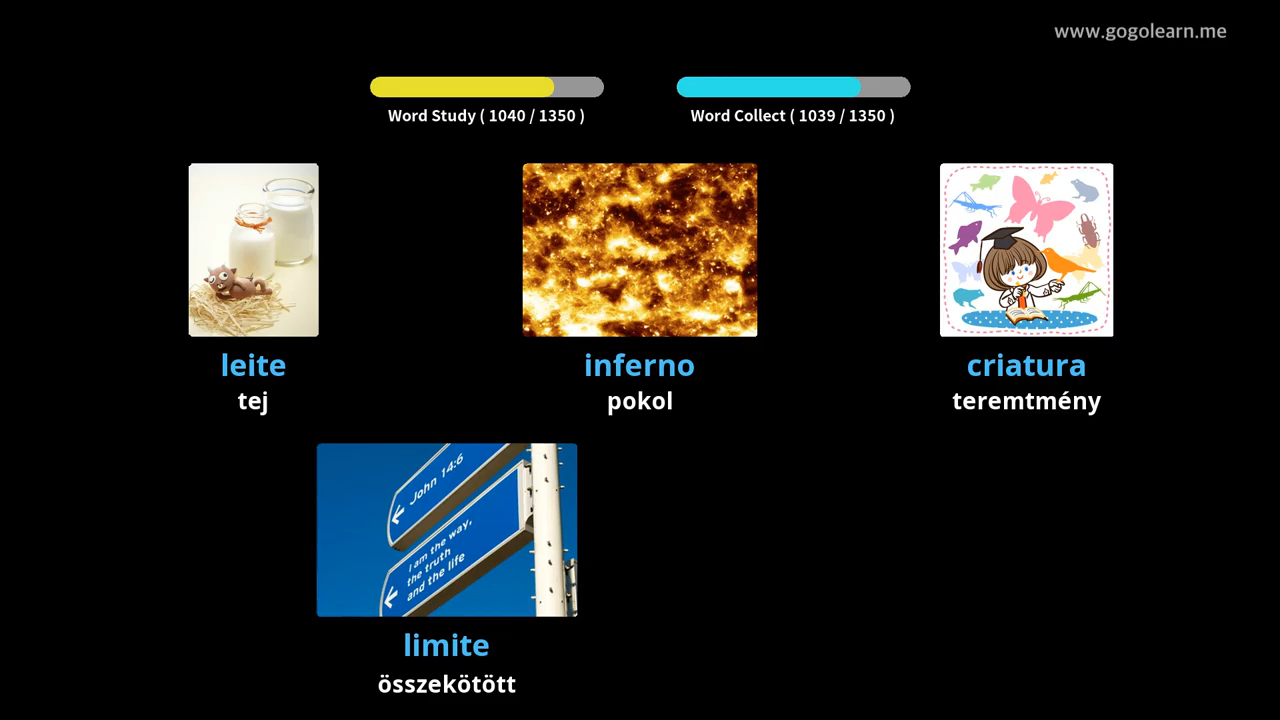 www.gogolearn.me
Word Study ( 1040 / 1350 )
Word Collect ( 1039 / 1350 )
leite
tej
inferno
pokol
criatura
teremtmény
John 14:6
I am the way,
the truth
and the life
limite
összekötött